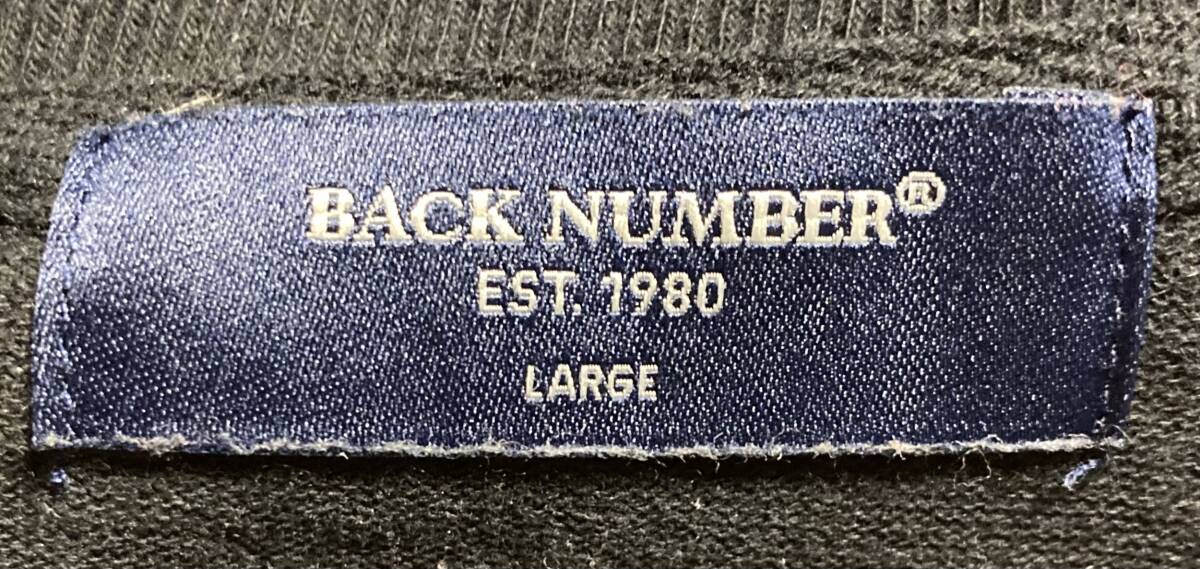 BACK NUMBER®
EST. 1980
LARGE